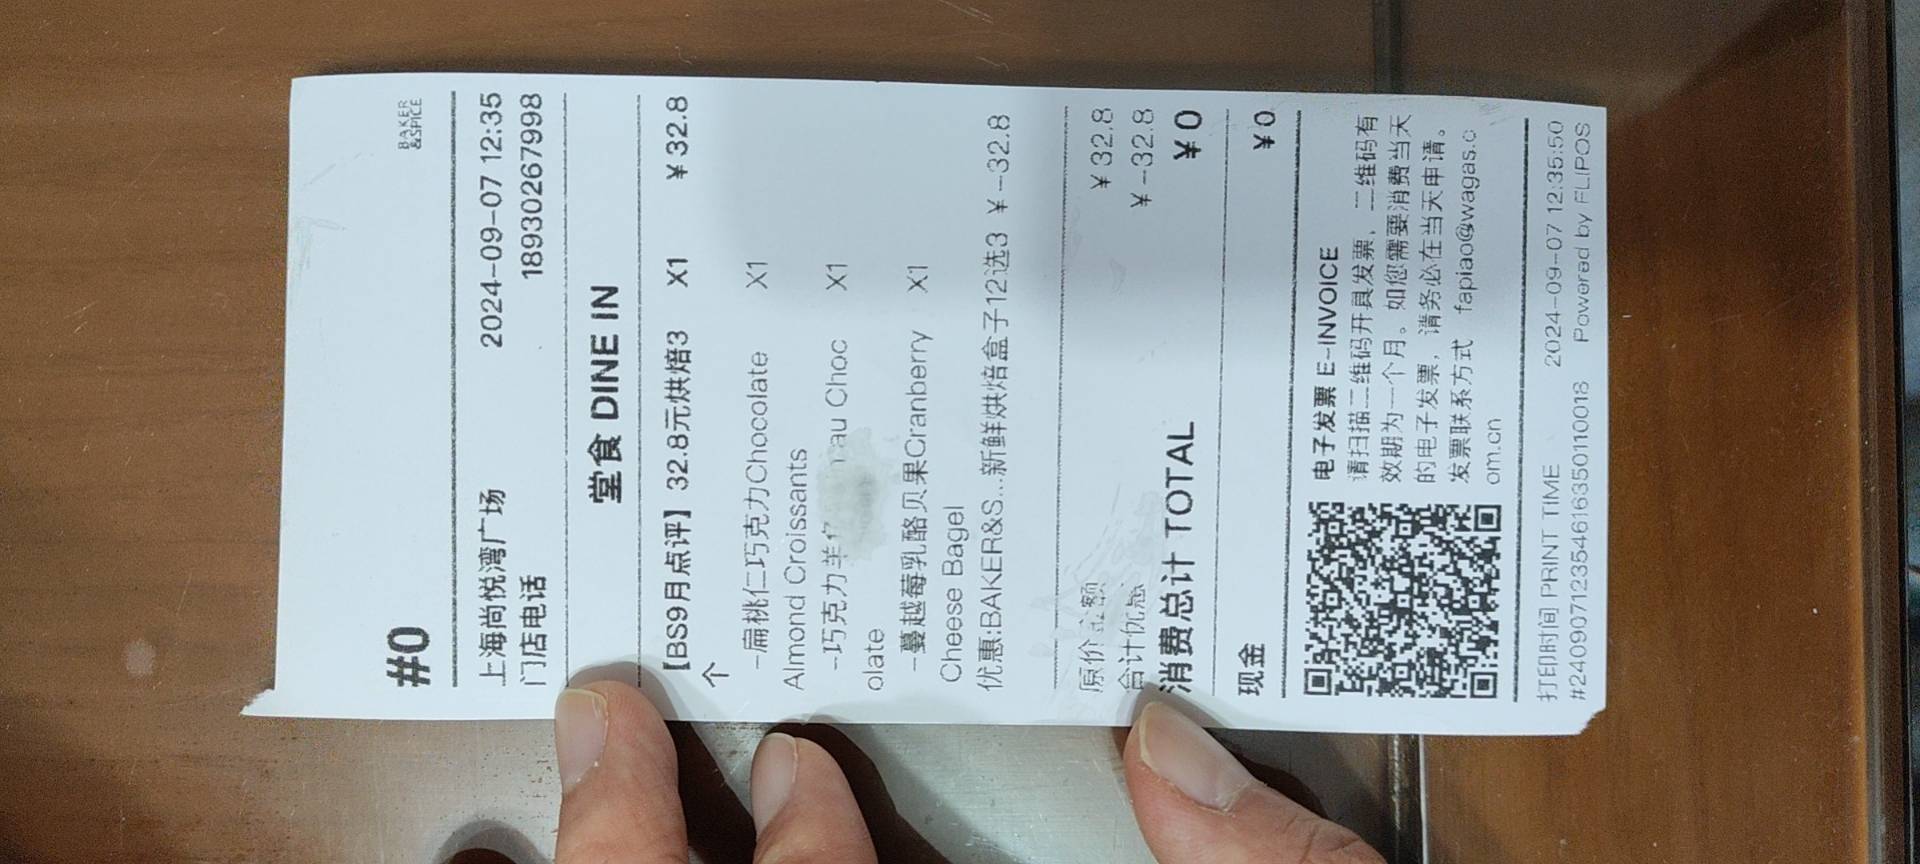 BAKER
&SPICE
#0
上海尚悦湾广场 2024-09-07 12:35
门店电话 18930267998
堂食 DINE IN
【BS9月点评】32.8元烘焙3 X1 ¥32.8
个
-扁桃仁巧克力Chocolate X1
Almond Croissants
-巧克力羊 au Choc X1
olate
-蔓越莓乳酪贝果Cranberry X1
Cheese Bagel
优惠:BAKER&S...新鲜烘焙盒子12选3 ¥-32.8
原价金额 ¥32.8
合计优惠 ¥-32.8
消费总计 TOTAL ¥0
现金 ¥0
电子发票 E-INVOICE
请扫描二维码开具发票，二维码有
效期为一个月。如您需要消费当天
的电子发票，请务必在当天申请。
发票联系方式 fapiao@wagas.c
om.cn
打印时间 PRINT TIME 2024-09-07 12:35:50
#24090712354616350110018 Powered by FLIPOS